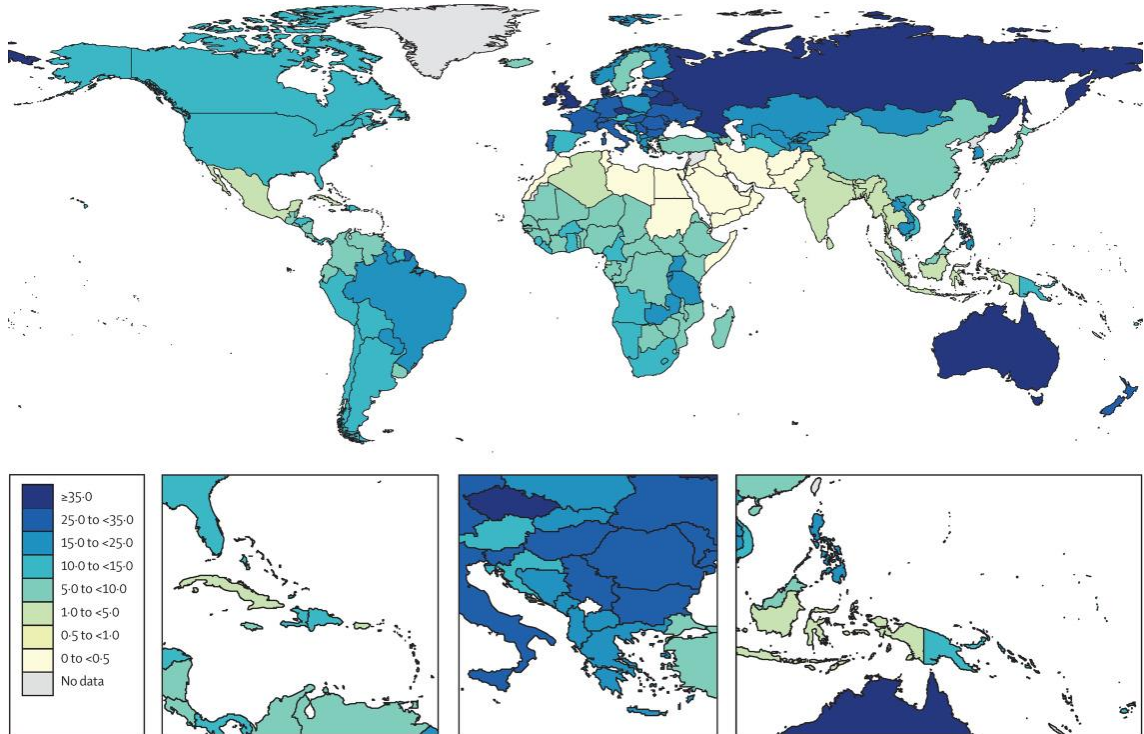 ≥35·0
25·0 to <35·0
15·0 to <25·0
10·0 to <15·0
5·0 to <10·0
1·0 to <5·0
0·5 to <1·0
0 to <0·5
No data